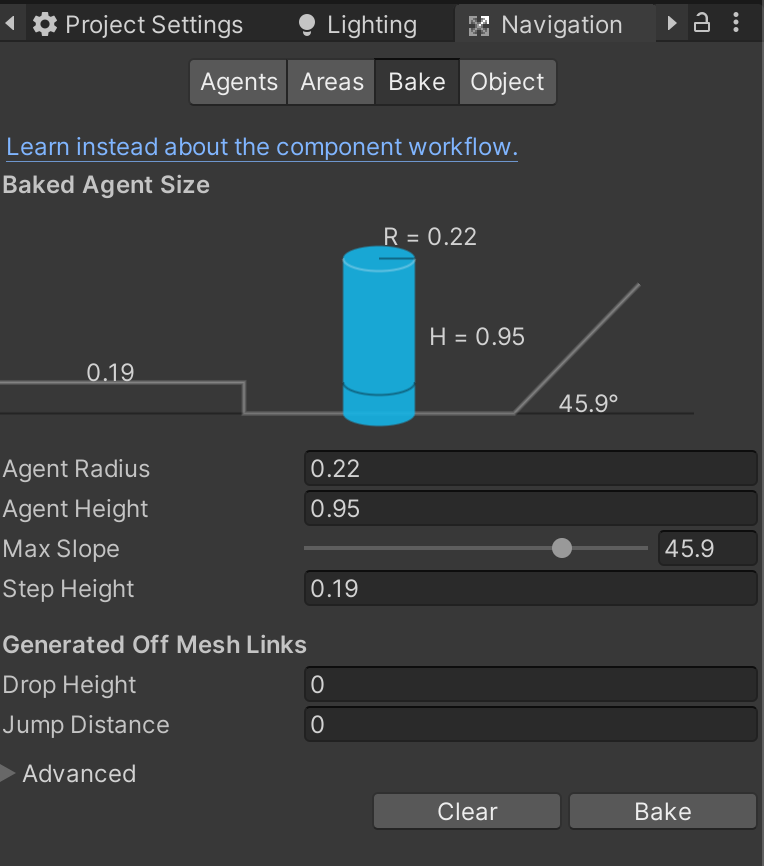 Project Settings Lighting Navigation
Agents Areas Bake Object
Learn instead about the component workflow.
Baked Agent Size
R = 0.22
H = 0.95
0.19
45.9°
Agent Radius 0.22
Agent Height 0.95
Max Slope 45.9
Step Height 0.19
Generated Off Mesh Links
Drop Height 0
Jump Distance 0
Advanced
Clear Bake